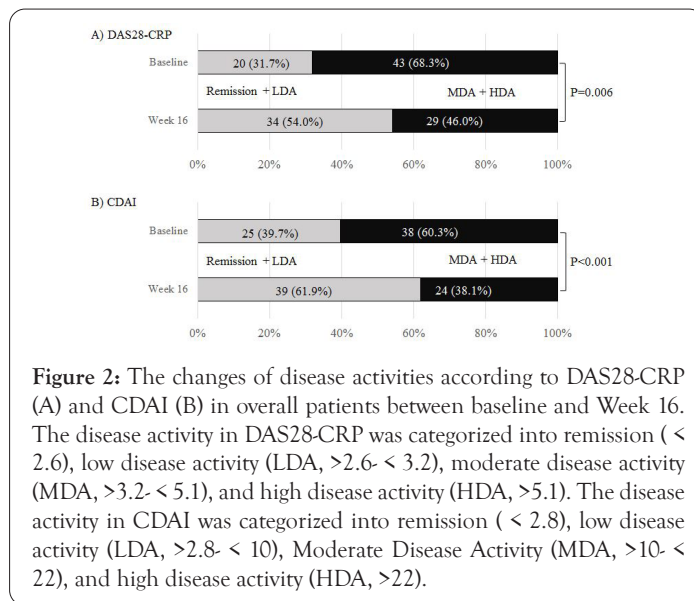 A) DAS28-CRP
Baseline
20 (31.7%)
43 (68.3%)
Remission + LDA
MDA + HDA
P=0.006
Week 16
34 (54.0%)
29 (46.0%)
0% 20% 40% 60% 80% 100%
B) CDAI
Baseline
25 (39.7%)
38 (60.3%)
Remission + LDA
MDA + HDA
P<0.001
Week 16
39 (61.9%)
24 (38.1%)
0% 20% 40% 60% 80% 100%
Figure 2: The changes of disease activities according to DAS28-CRP
(A) and CDAI (B) in overall patients between baseline and Week 16.
The disease activity in DAS28-CRP was categorized into remission ( <
2.6), low disease activity (LDA, >2.6- < 3.2), moderate disease activity
(MDA, >3.2- < 5.1), and high disease activity (HDA, >5.1). The disease
activity in CDAI was categorized into remission ( < 2.8), low disease
activity (LDA, >2.8- < 10), Moderate Disease Activity (MDA, >10- <
22), and high disease activity (HDA, >22).